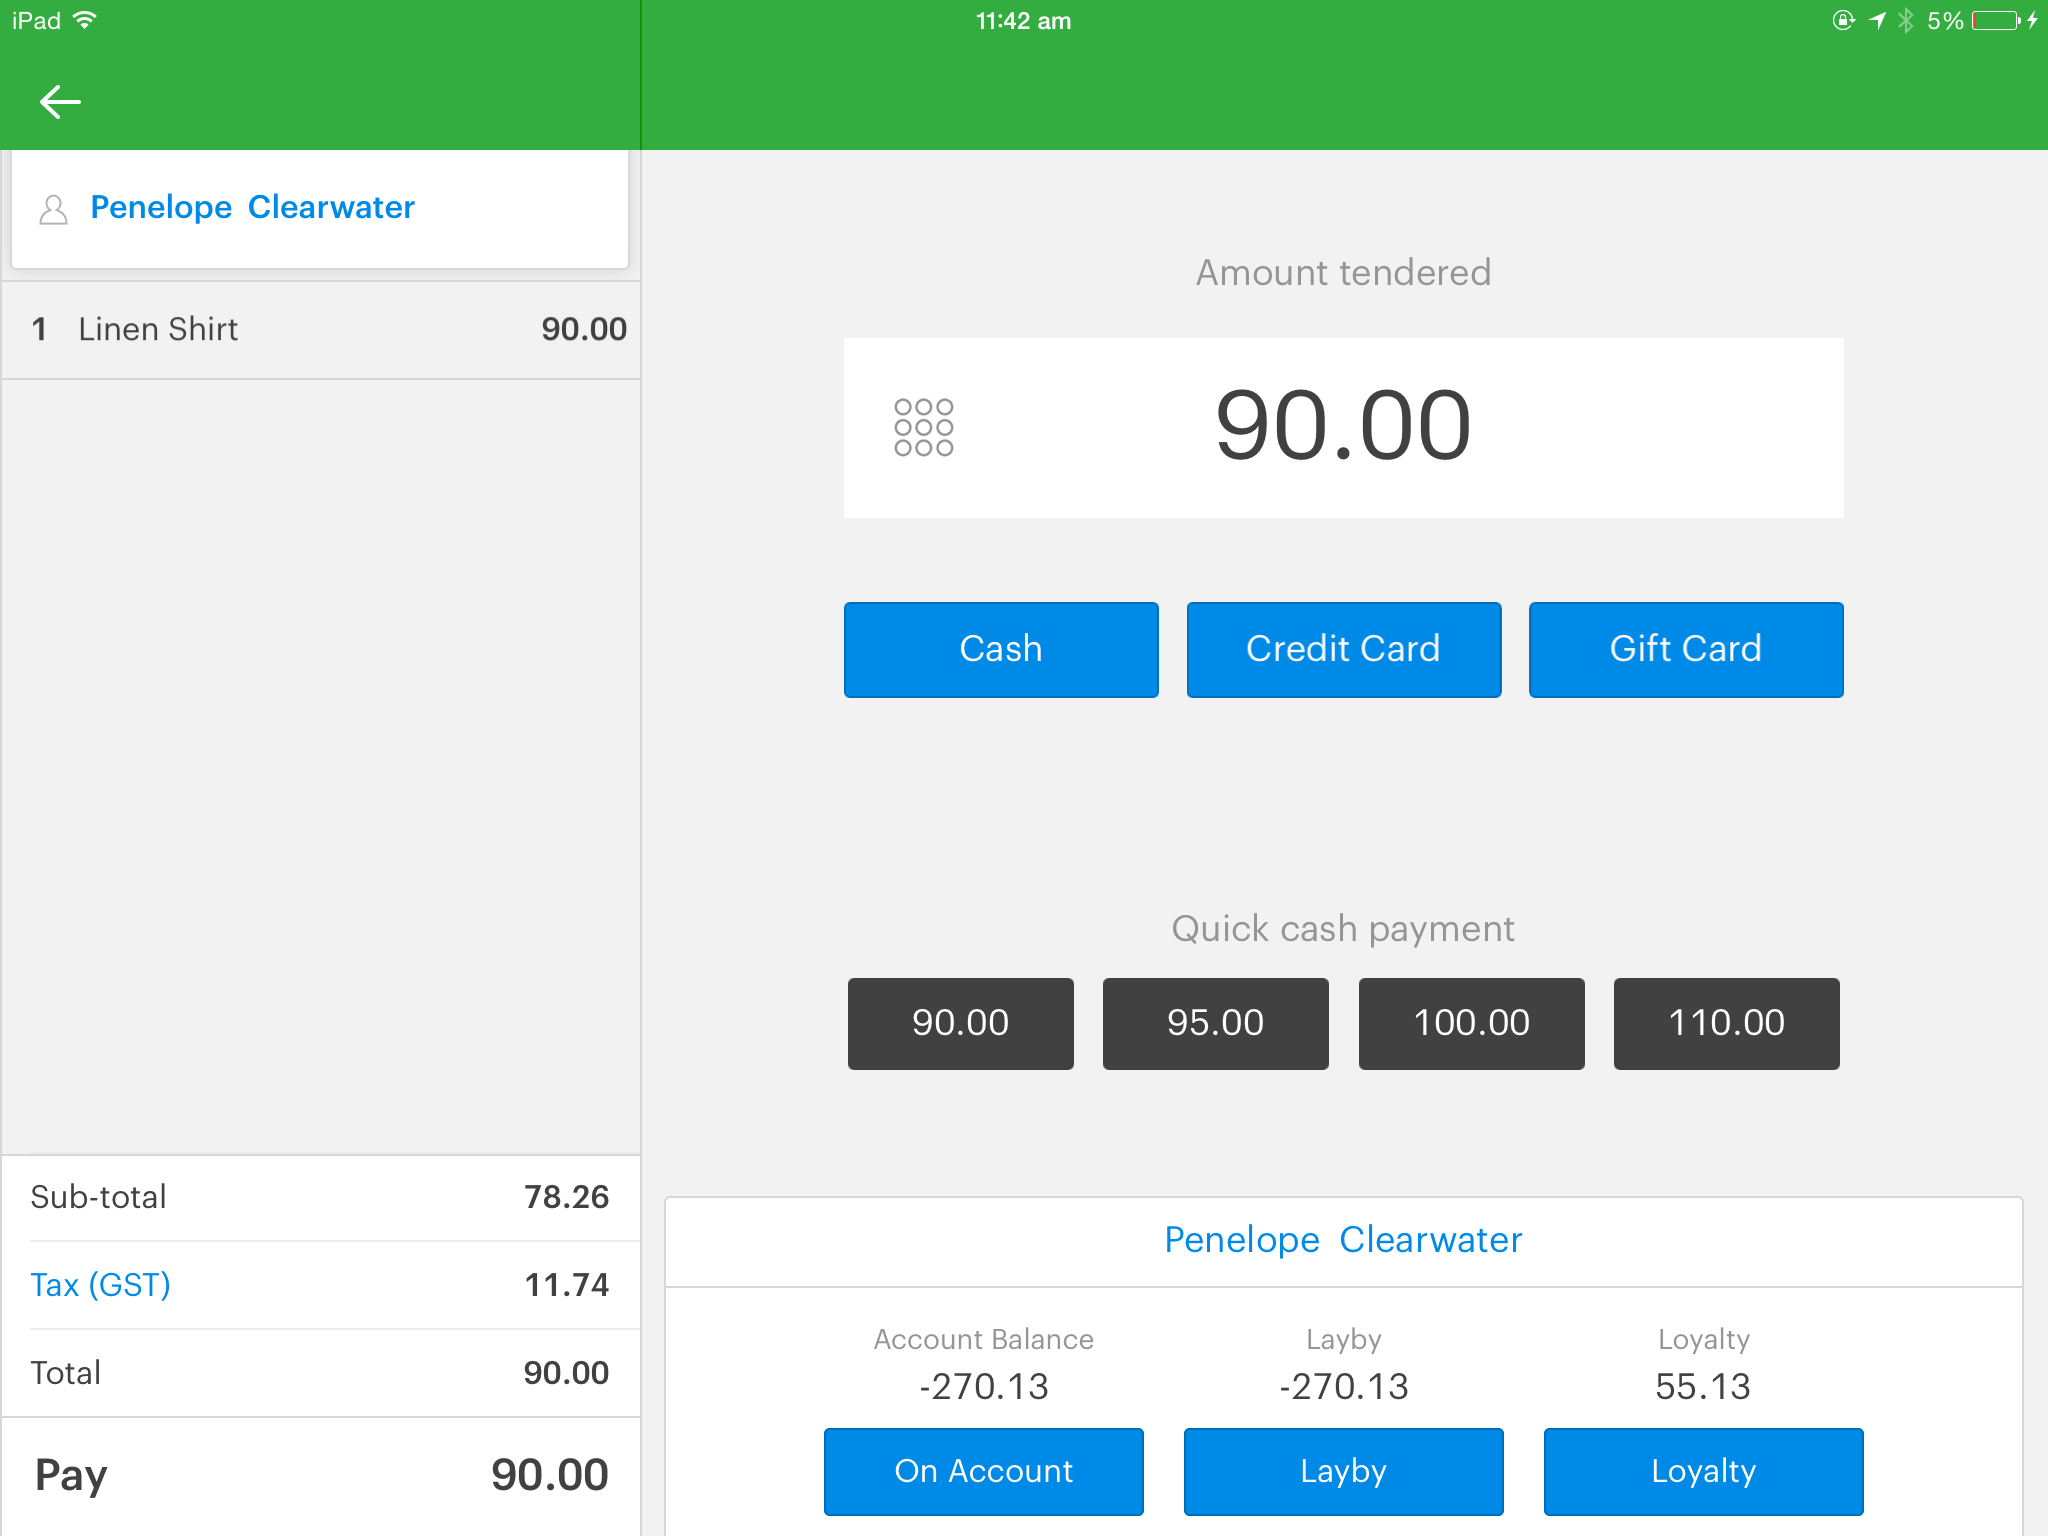 iPad 11:42 am 5%
Penelope Clearwater
1 Linen Shirt 90.00
Sub-total 78.26
Tax (GST) 11.74
Total 90.00
Pay 90.00
Amount tendered
90.00
Cash Credit Card Gift Card
Quick cash payment
90.00 95.00 100.00 110.00
Penelope Clearwater
Account Balance Layby Loyalty
-270.13 -270.13 55.13
On Account Layby Loyalty